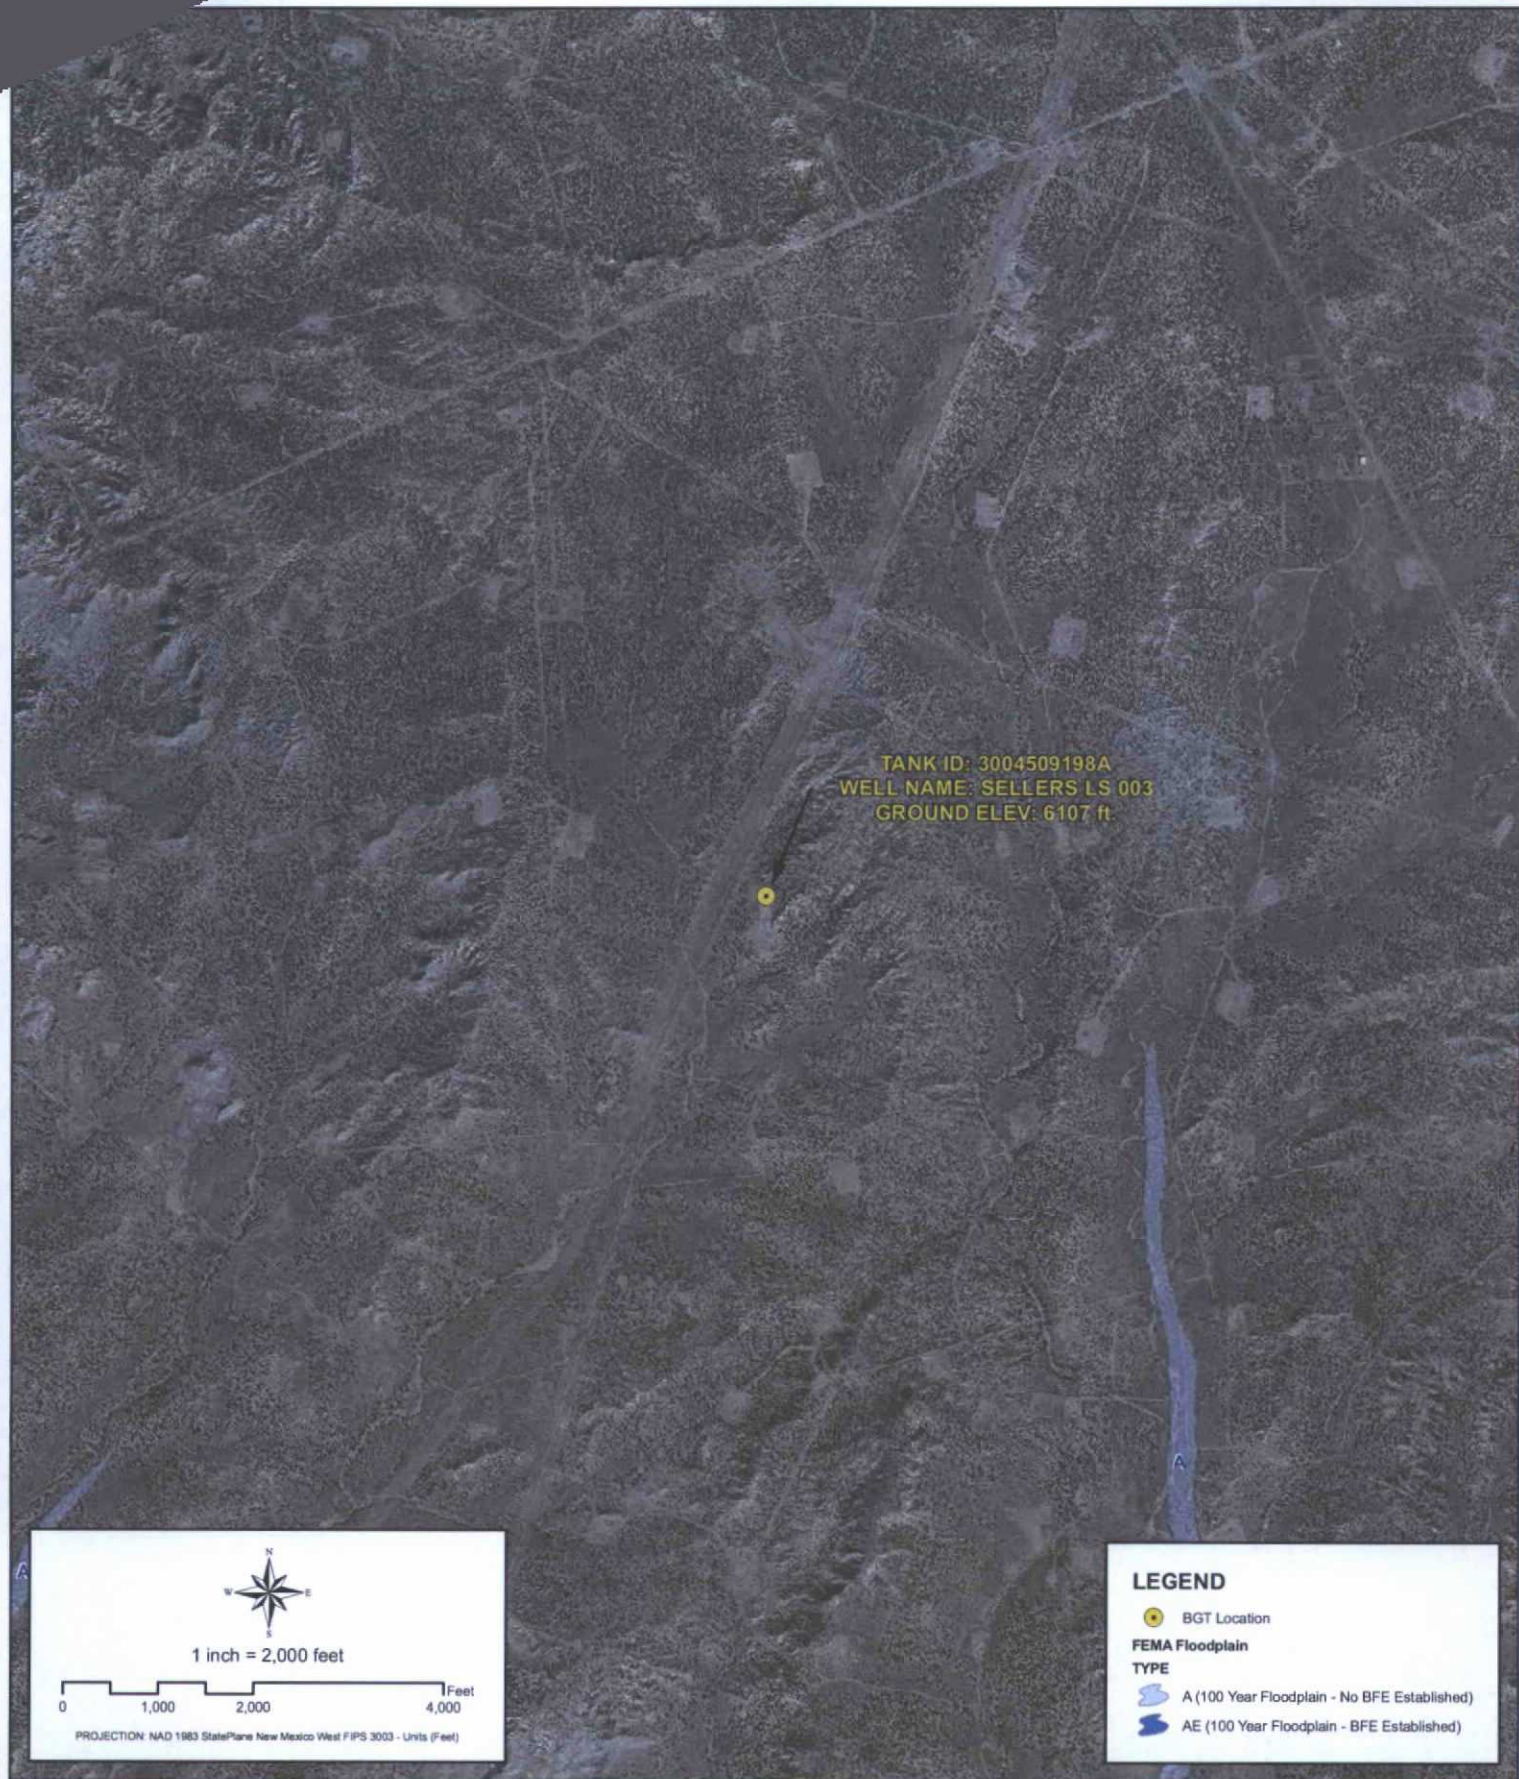 TANK ID: 3004509198A
WELL NAME: SELLERS LS 003
GROUND ELEV: 6107 ft.
A
A
N
W E
S
1 inch = 2,000 feet
Feet
0 1,000 2,000 4,000
PROJECTION: NAD 1983 StatePlane New Mexico West FIPS 3003 - Units (Feet)
LEGEND
BGT Location
FEMA Floodplain
TYPE
A (100 Year Floodplain - No BFE Established)
AE (100 Year Floodplain - BFE Established)